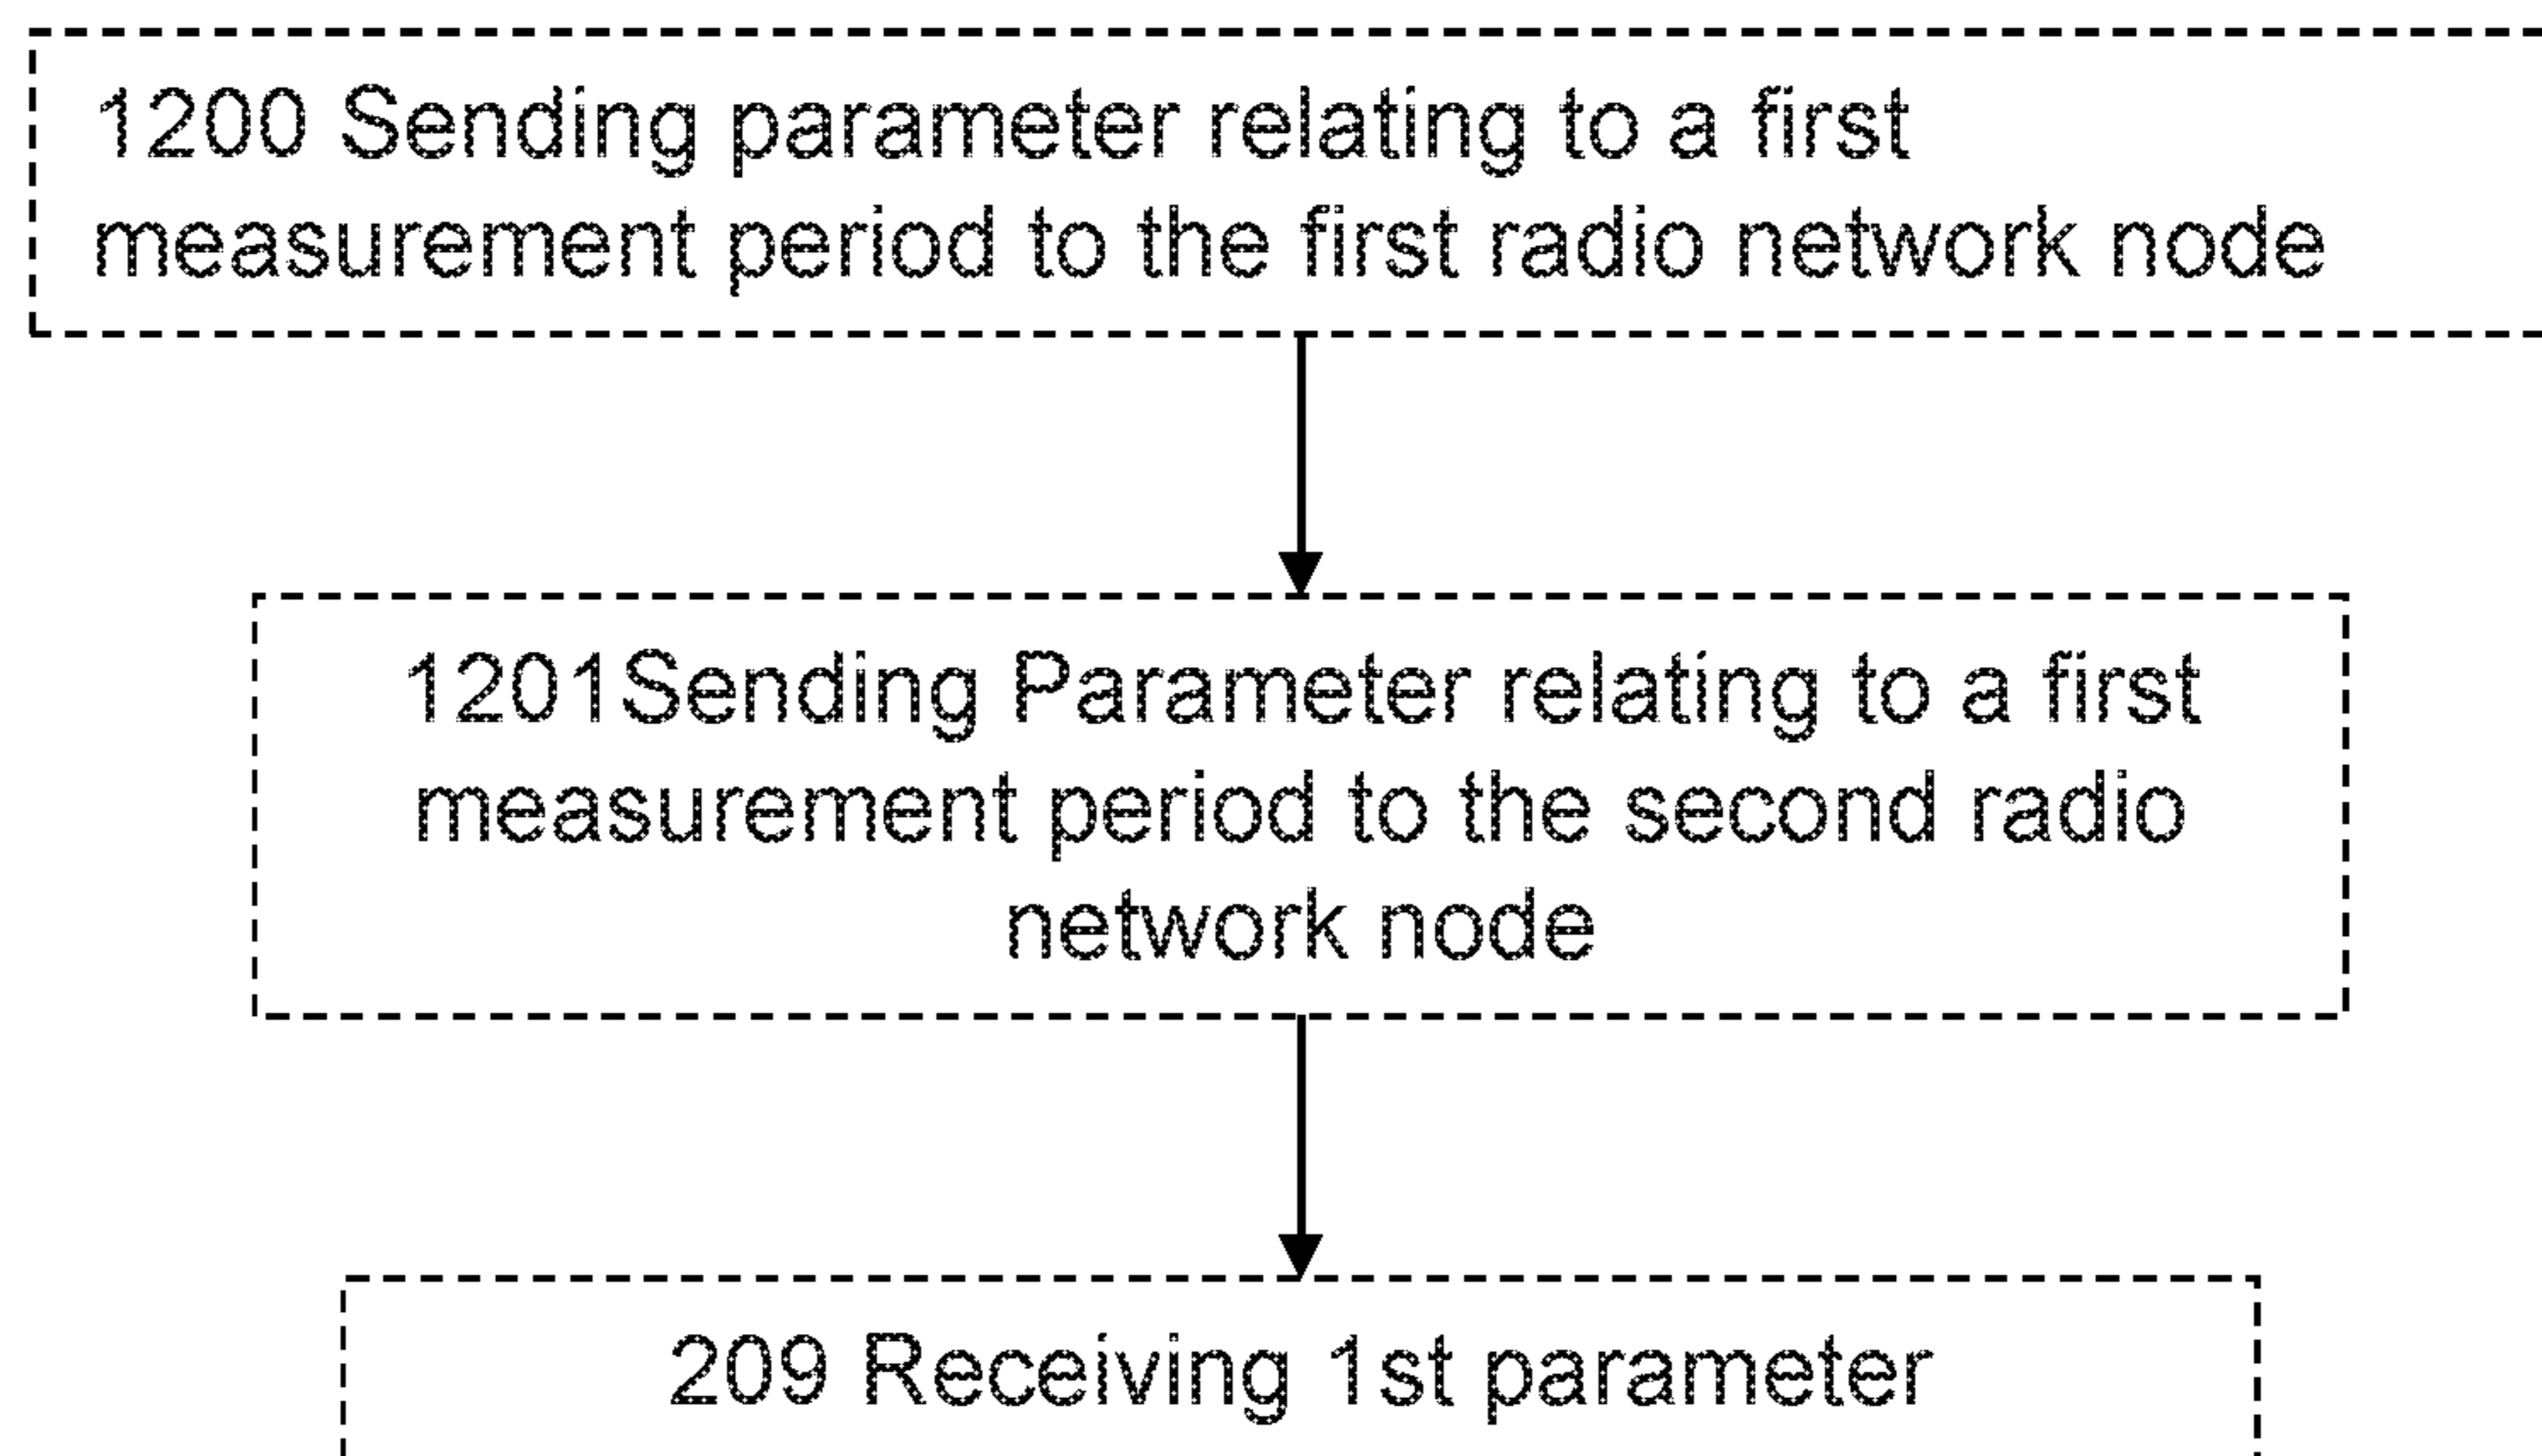 1200 Sending parameter relating to a first
measurement period to the first radio network node
1201Sending Parameter relating to a first
measurement period to the second radio
network node
209 Receiving 1st parameter